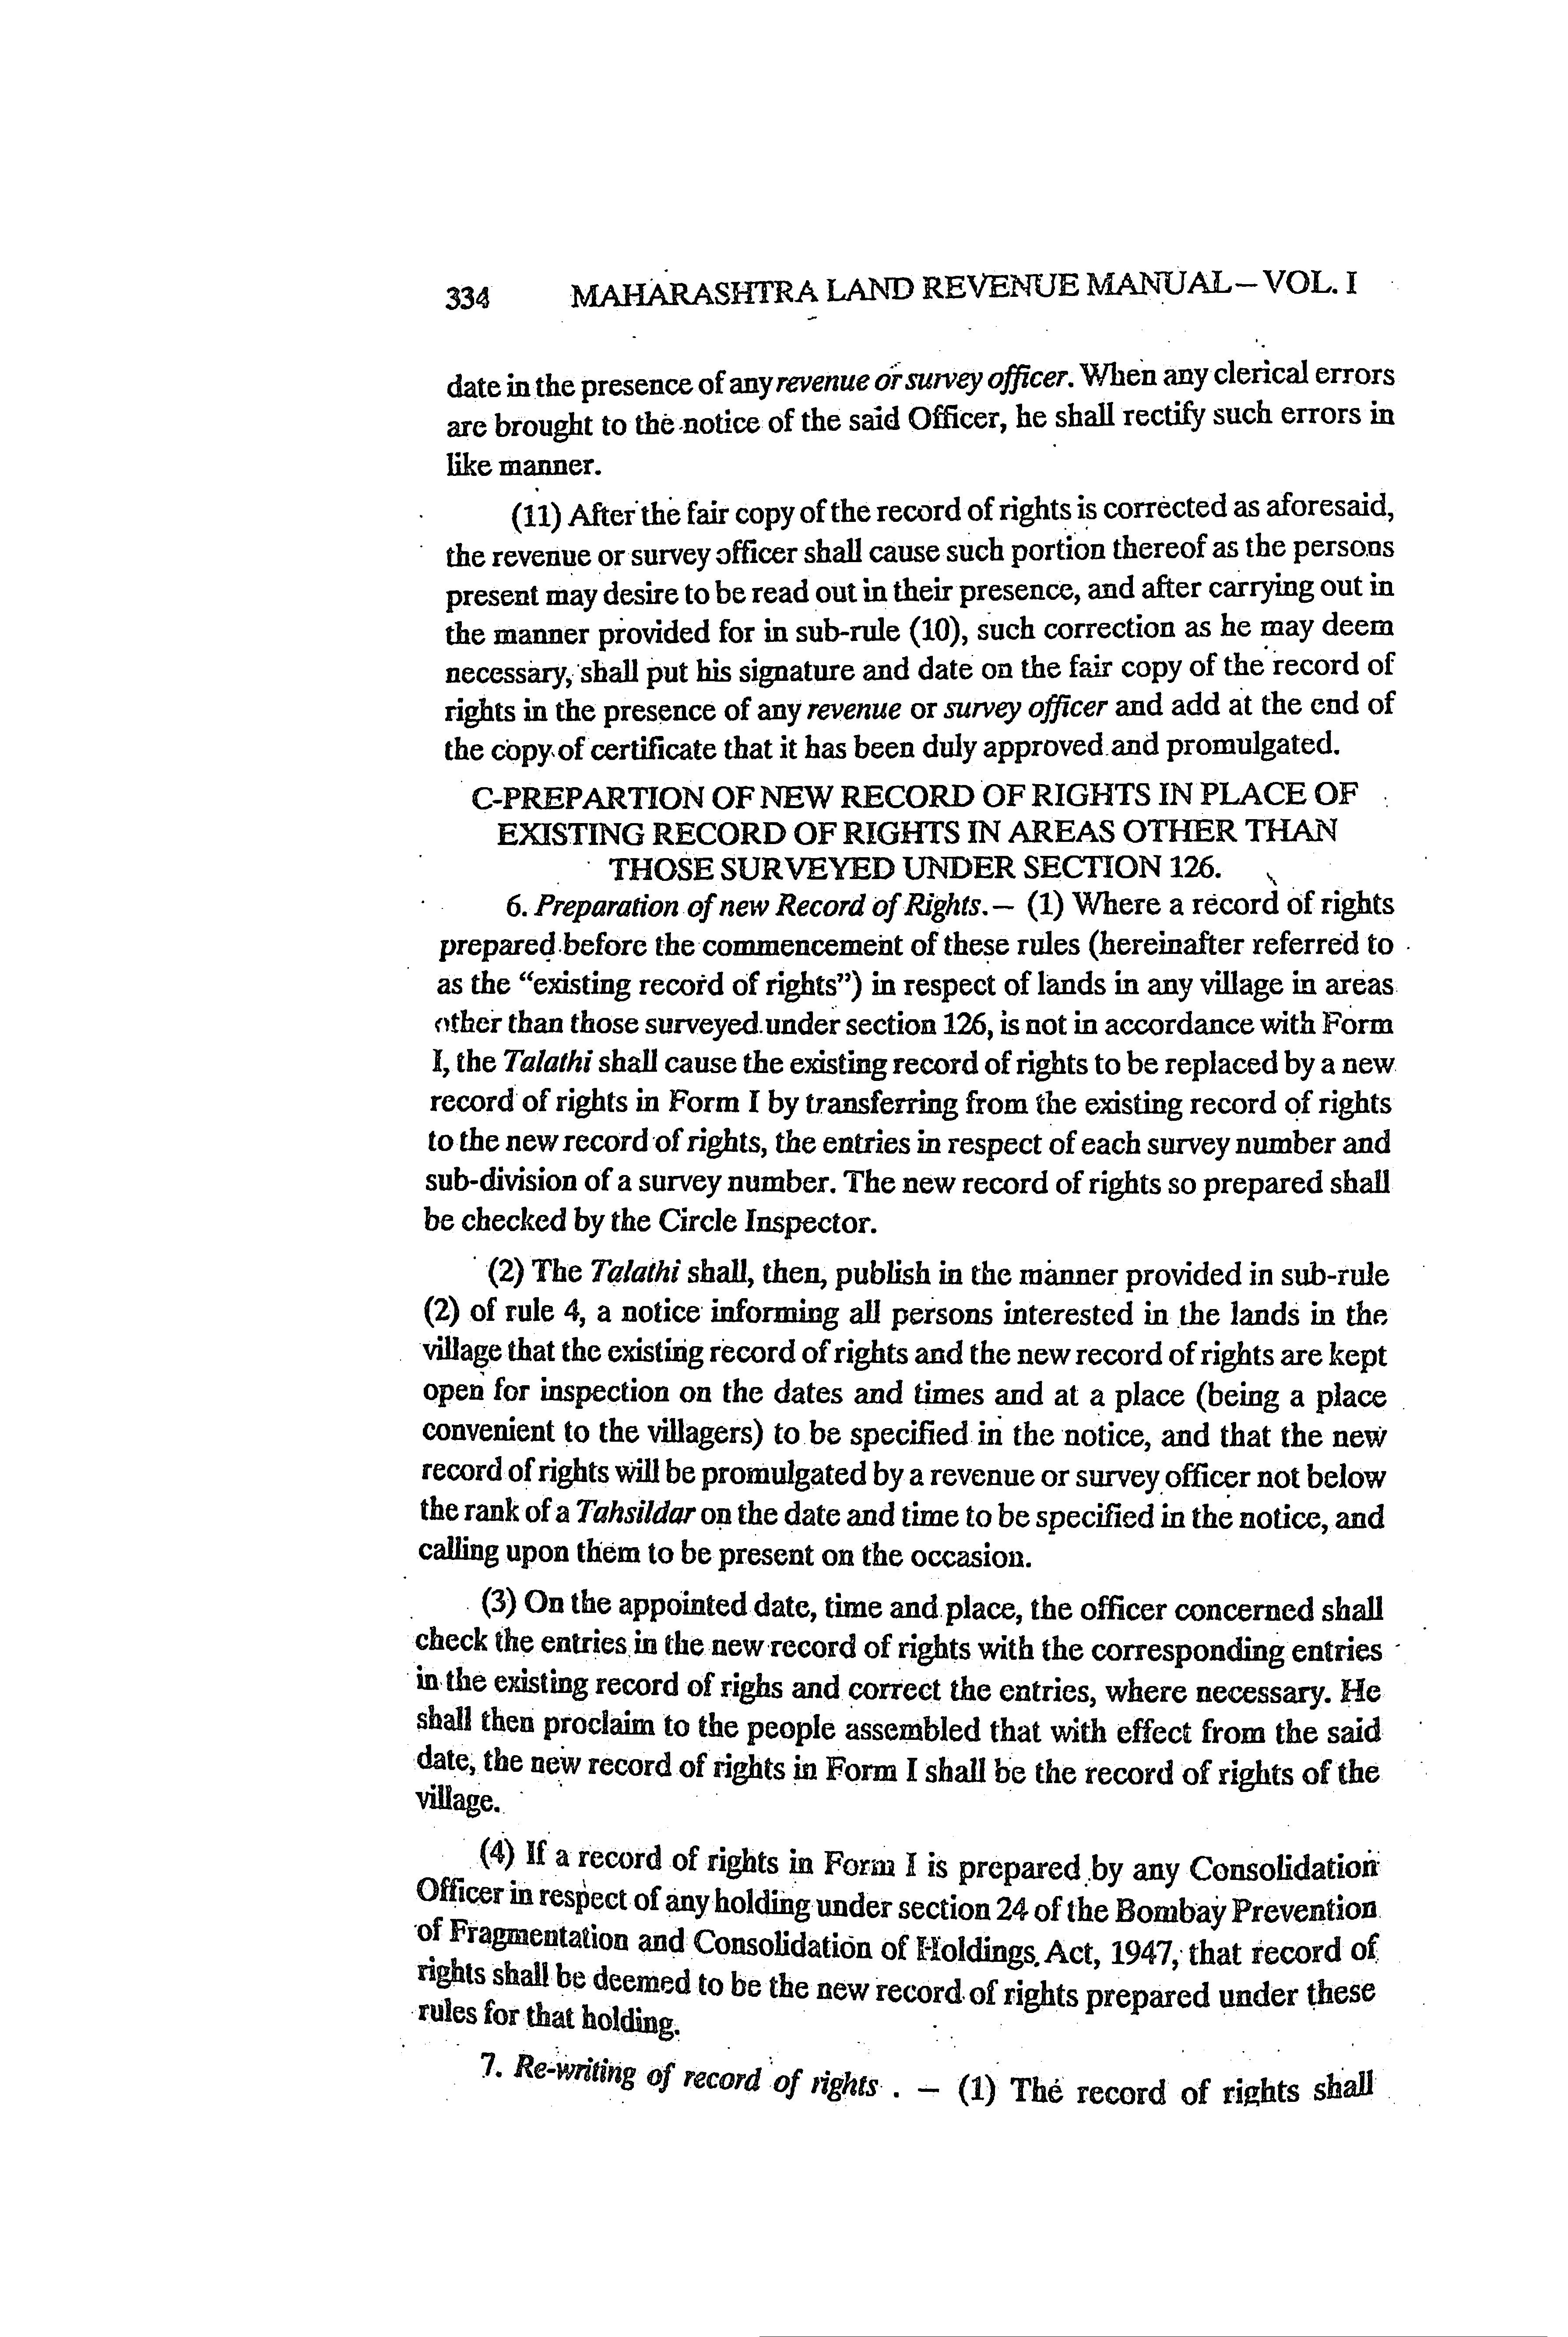 334 MAHARASHTRA LAND REVENUE MANUAL—VOL. I
date in the presence of any revenue or survey officer. When any clerical errors
are brought to the notice of the said Officer, he shall rectify such errors in
like manner.
(11) After the fair copy of the record of rights is corrected as aforesaid,
the revenue or survey officer shall cause such portion thereof as the persons
present may desire to be read out in their presence, and after carrying out in
the manner provided for in sub-rule (10), such correction as he may deem
necessary, shall put his signature and date on the fair copy of the record of
rights in the presence of any revenue or survey officer and add at the end of
the copy of certificate that it has been duly approved and promulgated.
C-PREPARTION OF NEW RECORD OF RIGHTS IN PLACE OF
EXISTING RECORD OF RIGHTS IN AREAS OTHER THAN
THOSE SURVEYED UNDER SECTION 126.
6. Preparation of new Record of Rights.— (1) Where a record of rights
prepared before the commencement of these rules (hereinafter referred to
as the “existing record of rights”) in respect of lands in any village in areas
other than those surveyed under section 126, is not in accordance with Form
I, the Talathi shall cause the existing record of rights to be replaced by a new
record of rights in Form I by transferring from the existing record of rights
to the new record of rights, the entries in respect of each survey number and
sub-division of a survey number. The new record of rights so prepared shall
be checked by the Circle Inspector.
(2) The Talathi shall, then, publish in the manner provided in sub-rule
(2) of rule 4, a notice informing all persons interested in the lands in the
village that the existing record of rights and the new record of rights are kept
open for inspection on the dates and times and at a place (being a place
convenient to the villagers) to be specified in the notice, and that the new
record of rights will be promulgated by a revenue or survey officer not below
the rank of a Tahsildar on the date and time to be specified in the notice, and
calling upon them to be present on the occasion.
(3) On the appointed date, time and place, the officer concerned shall
check the entries in the new record of rights with the corresponding entries
in the existing record of righs and correct the entries, where necessary. He
shall then proclaim to the people assembled that with effect from the said
date, the new record of rights in Form I shall be the record of rights of the
village.
(4) If a record of rights in Form I is prepared by any Consolidation
Officer in respect of any holding under section 24 of the Bombay Prevention
of Fragmentation and Consolidation of Holdings Act, 1947, that record of
rights shall be deemed to be the new record of rights prepared under these
rules for that holding.
7. Re-writing of record of rights . — (1) The record of rights shall